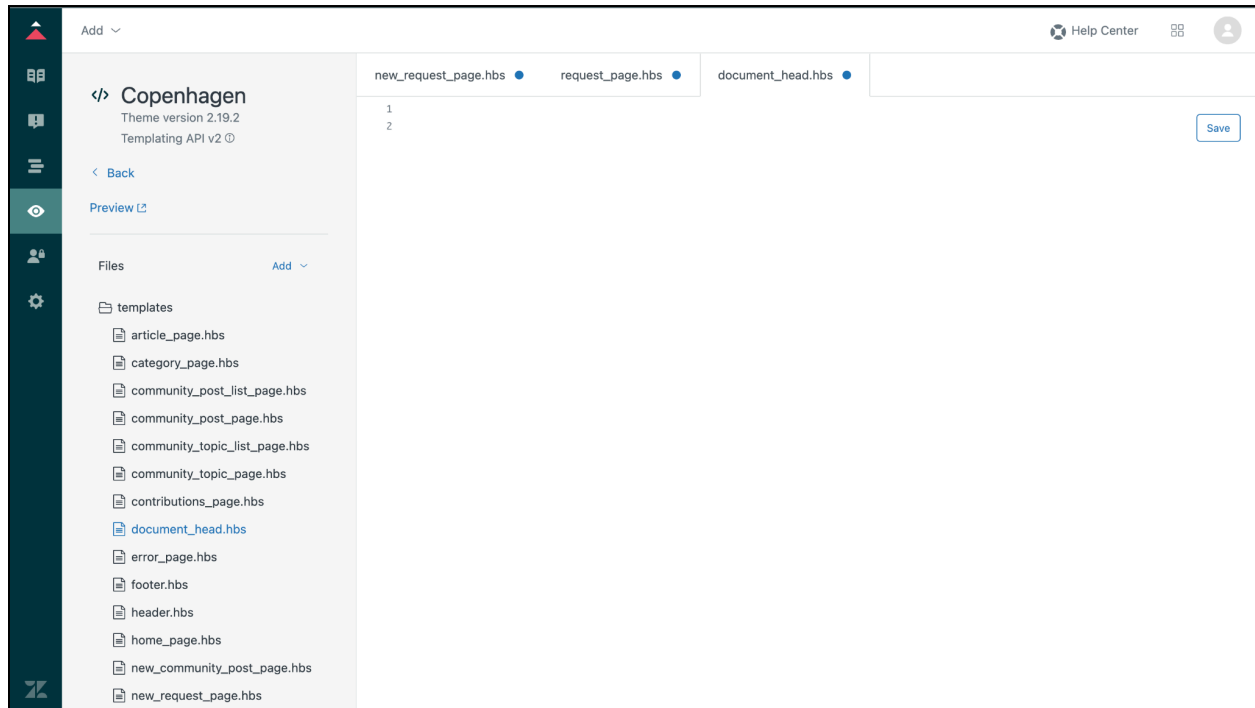 Add
Help Center
</> Copenhagen
Theme version 2.19.2
Templating API v2
< Back
Preview
Files
Add
templates
article_page.hbs
category_page.hbs
community_post_list_page.hbs
community_post_page.hbs
community_topic_list_page.hbs
community_topic_page.hbs
contributions_page.hbs
document_head.hbs
error_page.hbs
footer.hbs
header.hbs
home_page.hbs
new_community_post_page.hbs
new_request_page.hbs
new_request_page.hbs
request_page.hbs
document_head.hbs
1
2
Save